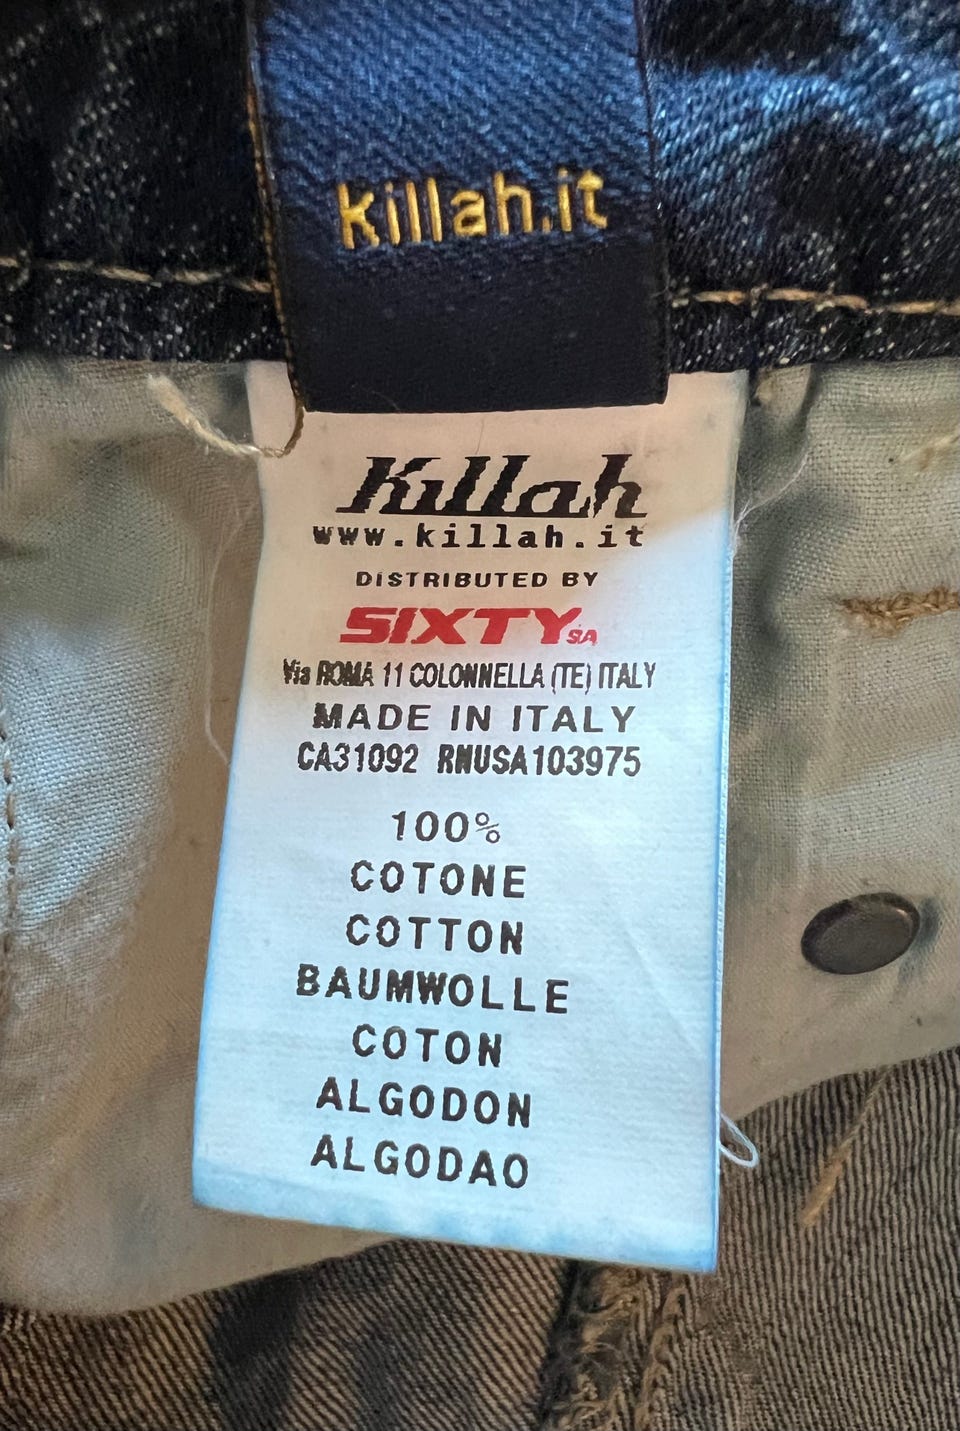 killah.it
Killah
www.killah.it
DISTRIBUTED BY
SIXTY SA
Via ROMA 11 COLONNELLA (TE) ITALY
MADE IN ITALY
CA31092 RNUSA103975
100%
COTONE
COTTON
BAUMWOLLE
COTON
ALGODON
ALGODAO